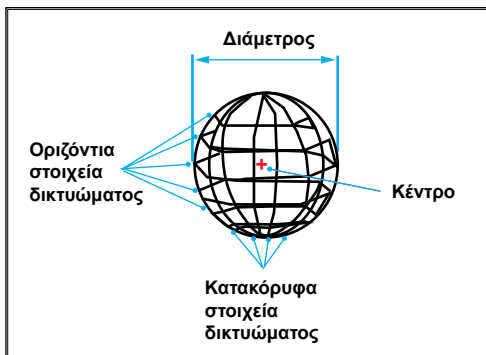 Διάμετρος
Οριζόντια
στοιχεία
δικτυώματος
Κέντρο
Κατακόρυφα
στοιχεία
δικτυώματος